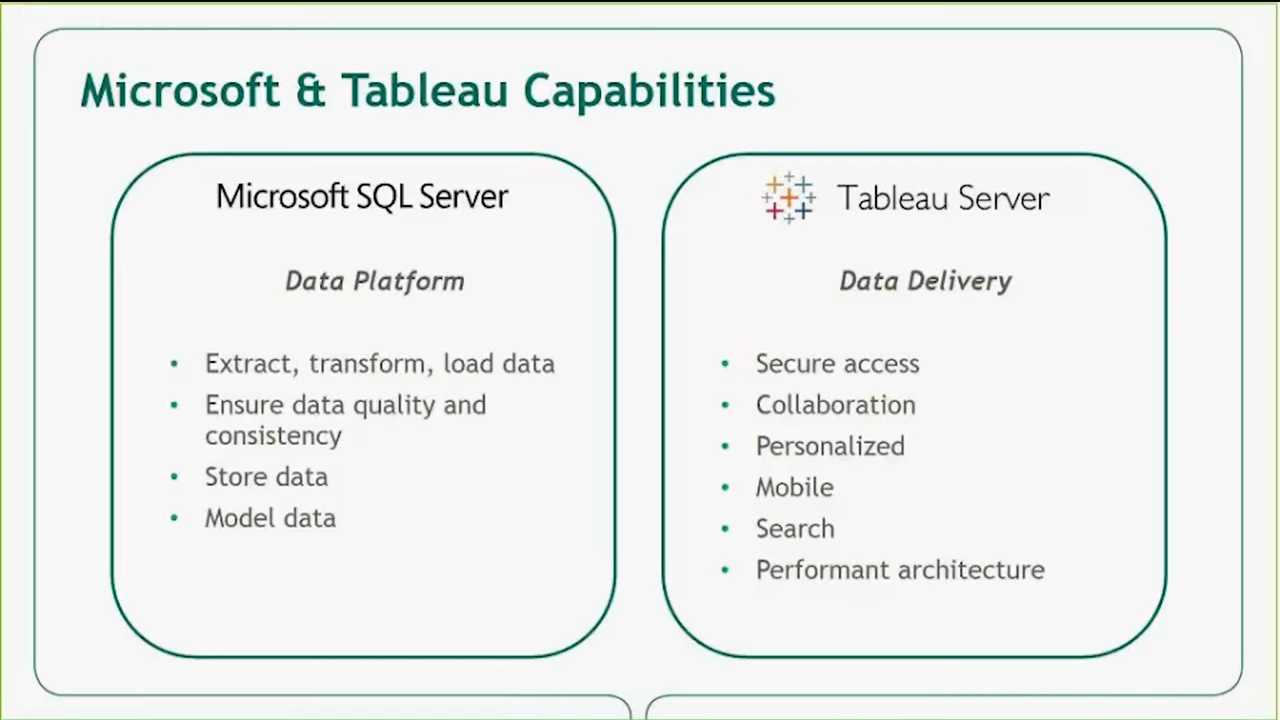 Microsoft & Tableau Capabilities
Microsoft SQL Server
Data Platform
• Extract, transform, load data
• Ensure data quality and
consistency
• Store data
• Model data
Tableau Server
Data Delivery
• Secure access
• Collaboration
• Personalized
• Mobile
• Search
• Performant architecture